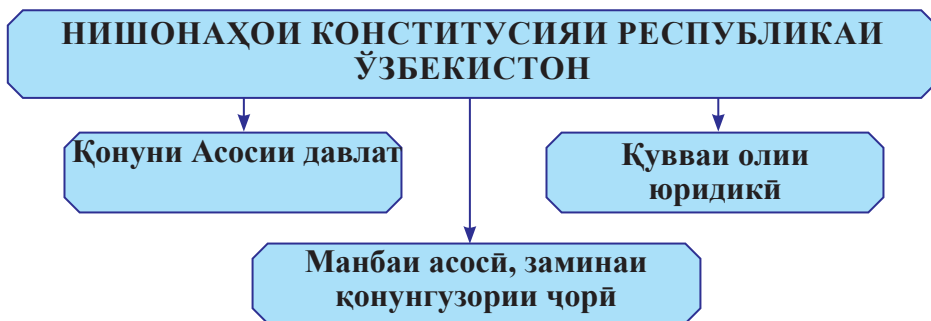 НИШОНАҲОИ КОНСТИТУСИЯИ РЕСПУБЛИКАИ
ЎЗБЕКИСТОН
Қонуни Асосии давлат
Қувваи олии
юридикӣ
Манбаи асосӣ, заминаи
қонунгузории ҷорӣ